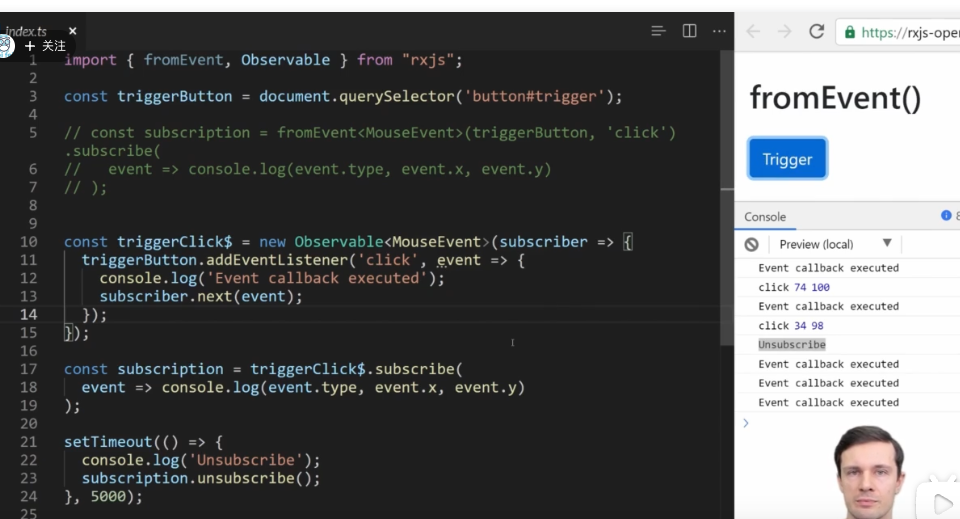 index.ts
+ 关注
1 import { fromEvent, Observable } from "rxjs";
2
3 const triggerButton = document.querySelector('button#trigger');
4
5 // const subscription = fromEvent<MouseEvent>(triggerButton, 'click')
.subscribe(
6 //   event => console.log(event.type, event.x, event.y)
7 // );
8
9
10 const triggerClick$ = new Observable<MouseEvent>(subscriber => {
11   triggerButton.addEventListener('click', event => {
12     console.log('Event callback executed');
13     subscriber.next(event);
14   });
15 });
16
17 const subscription = triggerClick$.subscribe(
18   event => console.log(event.type, event.x, event.y)
19 );
20
21 setTimeout(() => {
22   console.log('Unsubscribe');
23   subscription.unsubscribe();
24 }, 5000);
25
https://rxjs-oper
fromEvent()
Trigger
Console
8
Preview (local)
Event callback executed
click 74 100
Event callback executed
click 34 98
Unsubscribe
Event callback executed
Event callback executed
Event callback executed